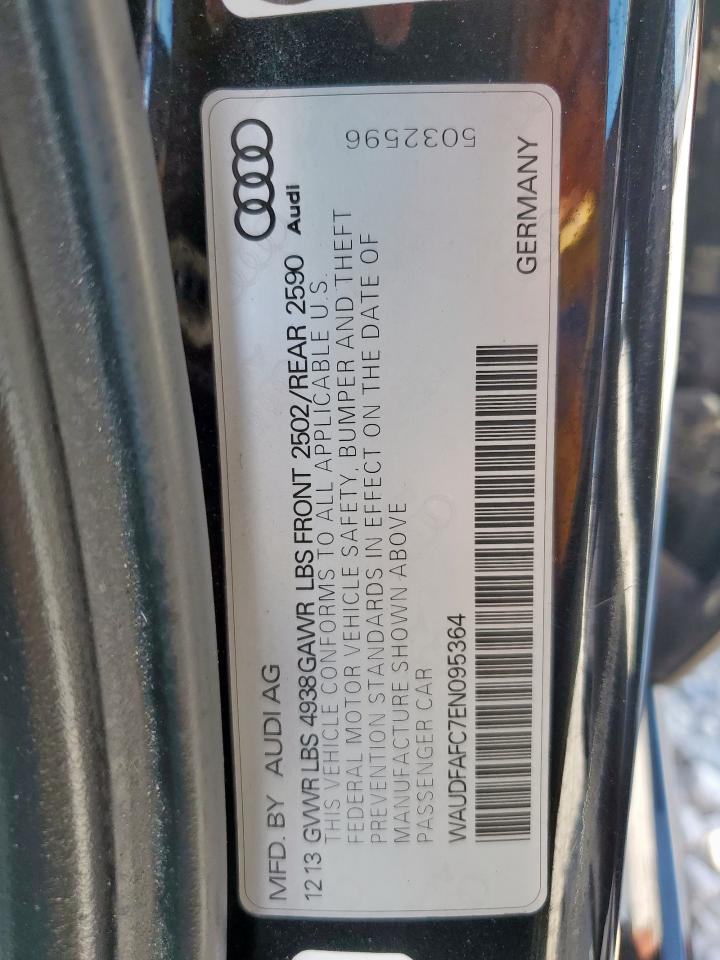 MFD. BY AUDI AG
1213 GVWR LBS 4938 GAWR LBS FRONT 2502/REAR 2590
THIS VEHICLE CONFORMS TO ALL APPLICABLE U.S.
FEDERAL MOTOR VEHICLE SAFETY, BUMPER AND THEFT
PREVENTION STANDARDS IN EFFECT ON THE DATE OF
MANUFACTURE SHOWN ABOVE
PASSENGER CAR
WAUDFAFC7EN095364
Audi
5032596
GERMANY